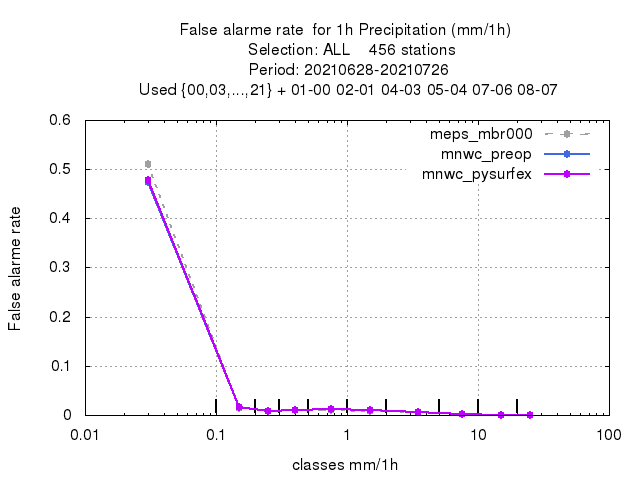 False alarme rate  for 1h Precipitation (mm/1h)
Selection: ALL    456 stations
Period: 20210628-20210726
Used {00,03,...,21} + 01-00 02-01 04-03 05-04 07-06 08-07
meps_mbr000
mnwc_preop
mnwc_pysurfex
0.6
0.5
0.4
0.3
0.2
0.1
0
False alarme rate
0.01
0.1
1
10
100
classes mm/1h